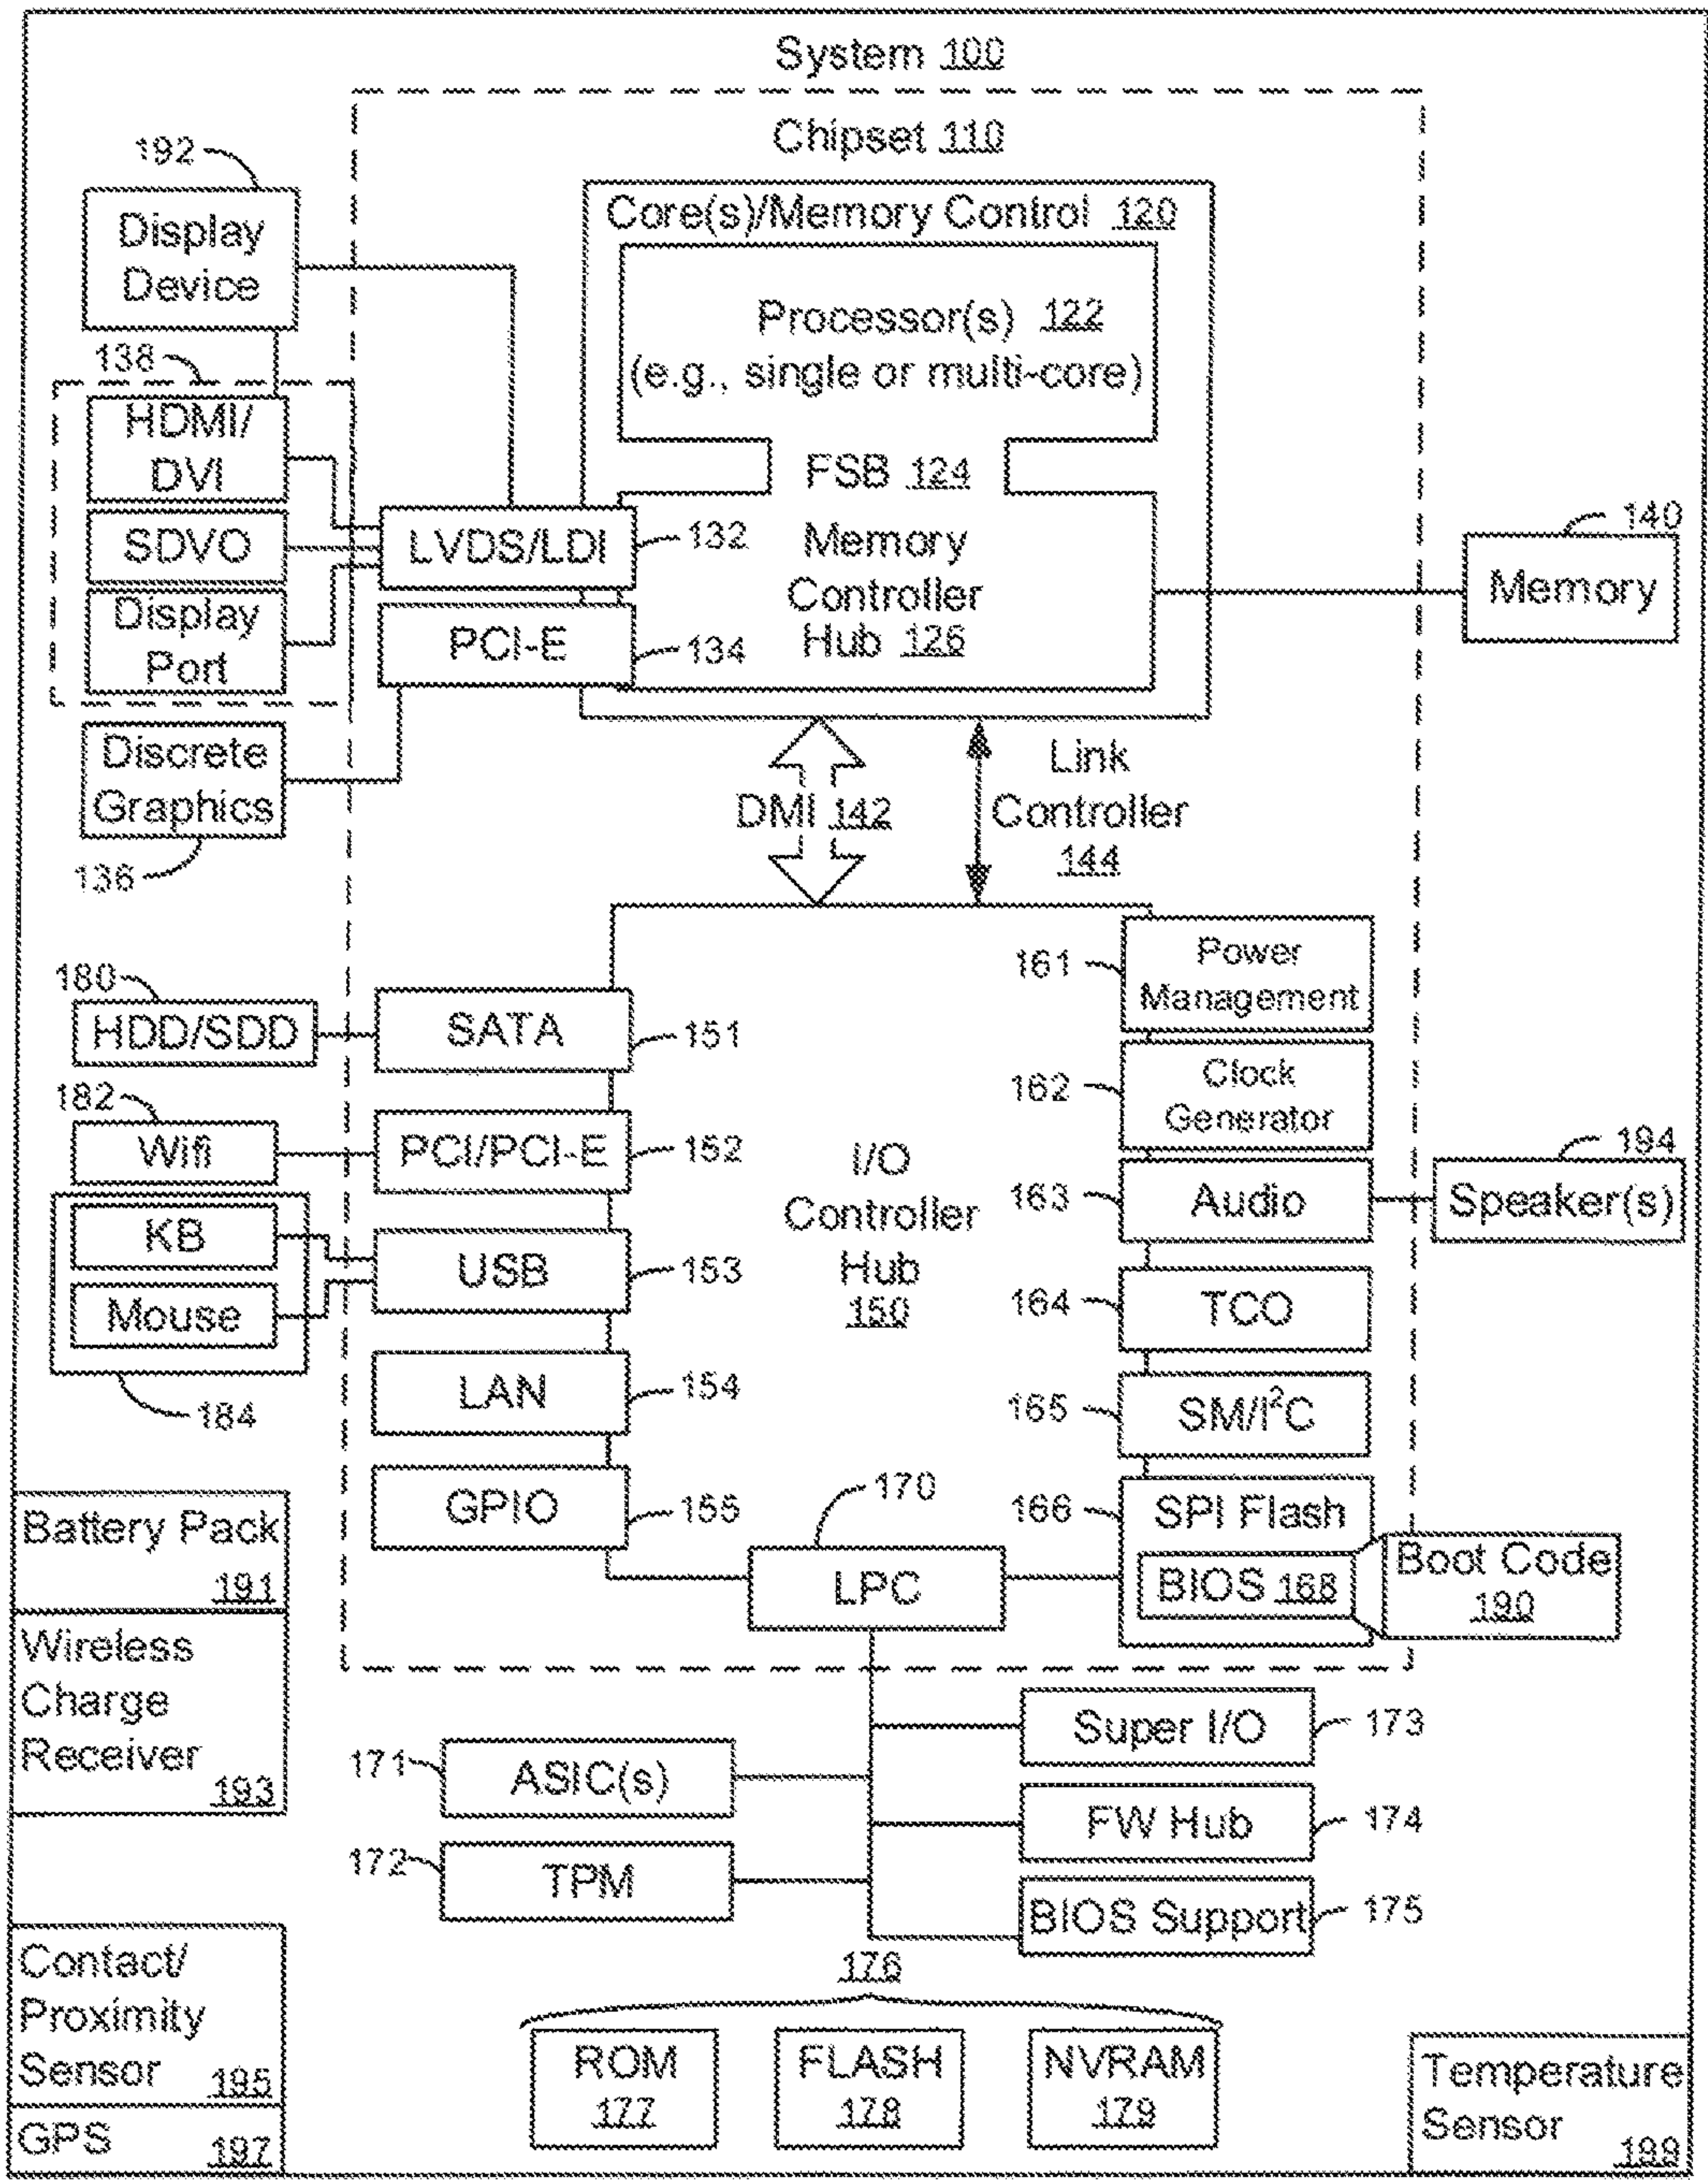 System 100
Chipset 110
192
Display
Device
Core(s)/Memory Control 120
Processor(s) 122
(e.g., single or multi-core)
138
HDMI/
DVI
SDVO
Display
Port
FSB 124
LVDS/LDI
132
Memory
Controller
Hub 126
PCI-E
134
140
Memory
Discrete
Graphics
136
DMI 142
Link
Controller
144
161
Power
Management
180
HDD/SDD
SATA
151
162
Clock
Generator
182
Wifi
PCI/PCI-E
152
I/O
Controller
Hub
150
163
Audio
194
Speaker(s)
KB
Mouse
184
USB
153
164
TCO
LAN
154
165
SM/I²C
GPIO
155
170
LPC
166
SPI Flash
BIOS 168
Boot Code
190
Battery Pack
191
Wireless
Charge
Receiver
193
171
ASIC(s)
Super I/O
173
FW Hub
174
172
TPM
BIOS Support
175
Contact/
Proximity
Sensor 195
GPS 197
176
ROM
177
FLASH
178
NVRAM
179
Temperature
Sensor 199